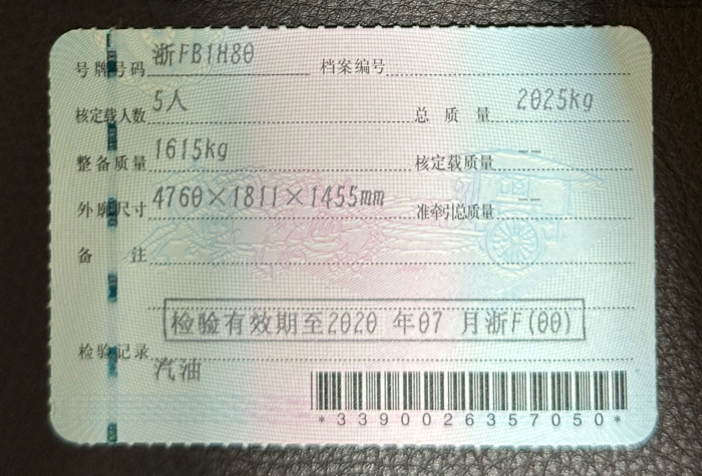 号牌号码 浙FB1H80 档案编号
核定载人数 5人 总质量 2025kg
整备质量 1615kg 核定载质量 --
外廓尺寸 4760×1811×1455mm 准牵引总质量 --
备注
检验有效期至2020 年07 月浙F(00)
检验记录
汽油
*3390026357050*